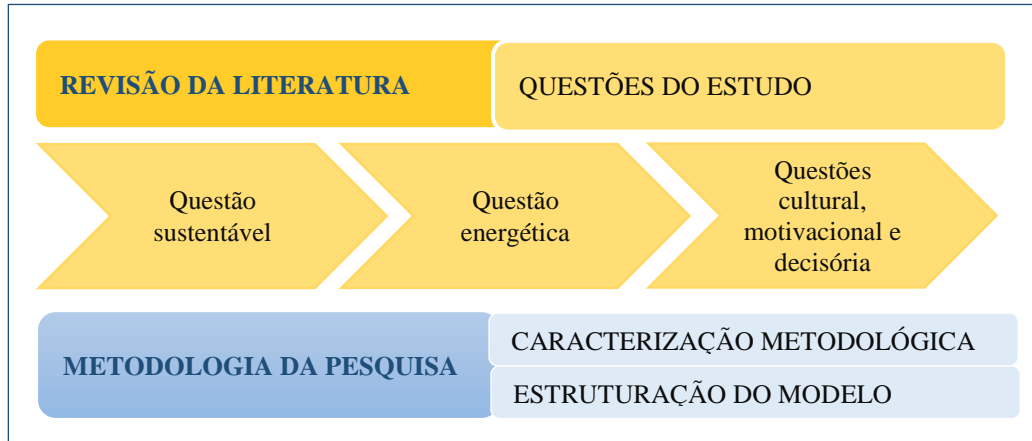 REVISÃO DA LITERATURA
QUESTÕES DO ESTUDO
Questão
sustentável
Questão
energética
Questões
cultural,
motivacional e
decisória
METODOLOGIA DA PESQUISA
CARACTERIZAÇÃO METODOLÓGICA
ESTRUTURAÇÃO DO MODELO